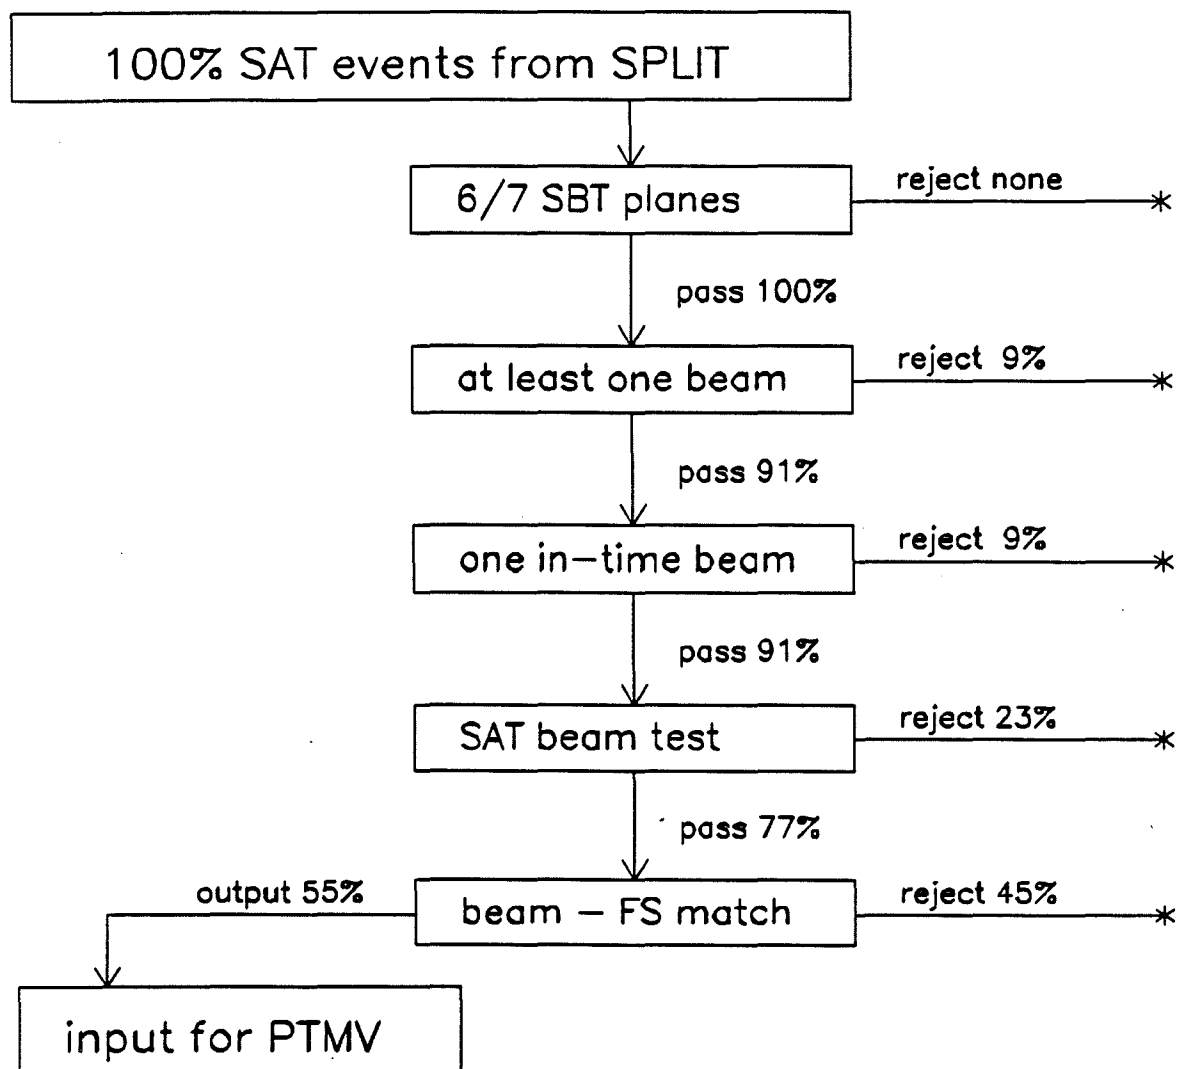 100% SAT events from SPLIT
6/7 SBT planes
reject none
pass 100%
at least one beam
reject 9%
pass 91%
one in-time beam
reject 9%
pass 91%
SAT beam test
reject 23%
pass 77%
output 55%
beam - FS match
reject 45%
input for PTMV